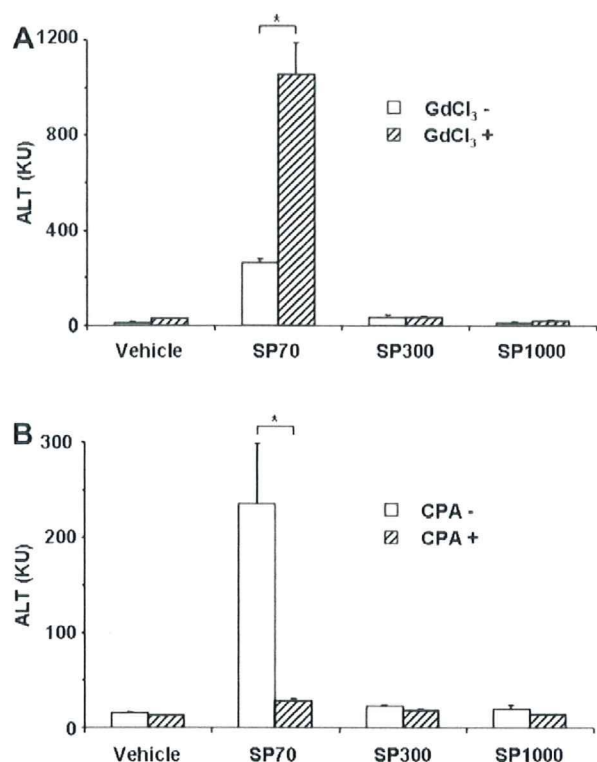 A
1200
*
GdCl₃ -
GdCl₃ +
800
ALT (KU)
400
0
Vehicle SP70 SP300 SP1000
B
300
*
CPA -
CPA +
200
ALT (KU)
100
0
Vehicle SP70 SP300 SP1000